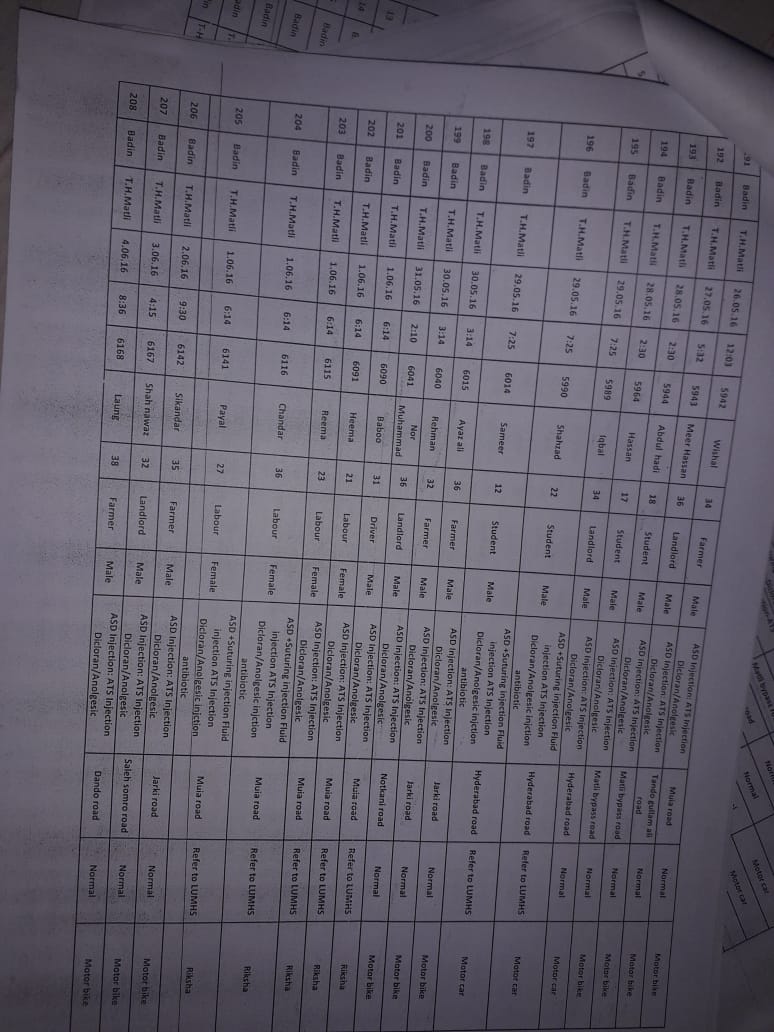 Matli bypass
Normal
Motor car
road
Normal
Motor car
191 Badin T.H.Matli 26.05.16 12:03 5942 Wishal 34 Farmer Male ASD Injection: ATS Injection Dicloran/Anolgesic Muia road Normal Motor bike
192 Badin T.H.Matli 27.05.16 5:32 5943 Meer Hassan 36 Landlord Male ASD Injection: ATS Injection Dicloran/Anolgesic Tando gullam ali road Normal Motor bike
193 Badin T.H.Matli 28.05.16 2:30 5944 Abdul hadi 18 Student Male ASD Injection: ATS Injection Dicloran/Anolgesic Matli bypass road Normal Motor bike
194 Badin T.H.Matli 28.05.16 2:30 5964 Hassan 17 Student Male ASD Injection: ATS Injection Dicloran/Anolgesic Matli bypass road Normal Motor bike
195 Badin T.H.Matli 29.05.16 7:25 5989 Iqbal 34 Landlord Male ASD Injection: ATS Injection Dicloran/Anolgesic Hyderabad road Normal Motor car
196 Badin T.H.Matli 29.05.16 7:25 5990 Shahzad 22 Student Male ASD +Suturing injection Fluid injection ATS Injection Dicloran/Anolgesic injction antibiotic Hyderabad road Refer to LUMHS Motor car
197 Badin T.H.Matli 29.05.16 7:25 6014 Sameer 12 Student Male ASD +Suturing injection Fluid injection ATS Injection Dicloran/Anolgesic injction antibiotic Hyderabad road Refer to LUMHS Motor car
198 Badin T.H.Matli 30.05.16 3:14 6015 Ayaz ali 36 Farmer Male ASD Injection: ATS Injection Dicloran/Anolgesic Jarki road Normal Motor bike
199 Badin T.H.Matli 30.05.16 3:14 6040 Rehman 32 Farmer Male ASD Injection: ATS Injection Dicloran/Anolgesic Jarki road Normal Motor bike
200 Badin T.H.Matli 31.05.16 2:10 6041 Nor Muhammad 36 Landlord Male ASD Injection: ATS Injection Dicloran/Anolgesic Notkani road Normal Motor bike
201 Badin T.H.Matli 1.06.16 6:14 6090 Baboo 31 Driver Male ASD Injection: ATS Injection Dicloran/Anolgesic Muia road Refer to LUMHS Riksha
202 Badin T.H.Matli 1.06.16 6:14 6091 Heema 21 Labour Female ASD Injection: ATS Injection Dicloran/Anolgesic Muia road Refer to LUMHS Riksha
203 Badin T.H.Matli 1.06.16 6:14 6115 Reema 23 Labour Female ASD Injection: ATS Injection Dicloran/Anolgesic Muia road Refer to LUMHS Riksha
204 Badin T.H.Matli 1.06.16 6:14 6116 Chandar 36 Labour Female ASD +Suturing injection Fluid injection ATS Injection Dicloran/Anolgesic injction antibiotic Muia road Refer to LUMHS Riksha
205 Badin T.H.Matli 1.06.16 6:14 6141 Payal 27 Labour Female ASD +Suturing injection Fluid injection ATS Injection Dicloran/Anolgesic injction antibiotic Muia road Refer to LUMHS Riksha
206 Badin T.H.Matli 2.06.16 9:30 6142 Sikandar 35 Farmer Male ASD Injection: ATS Injection Dicloran/Anolgesic Jarki road Normal Motor bike
207 Badin T.H.Matli 3.06.16 4:15 6167 Shah nawaz 32 Landlord Male ASD Injection: ATS Injection Dicloran/Anolgesic Saleh somro road Normal Motor bike
208 Badin T.H.Matli 4.06.16 8:36 6168 Laung 38 Farmer Male ASD Injection: ATS Injection Dicloran/Anolgesic Dando road Normal Motor bike
13
14
Badin
Badin
Badin